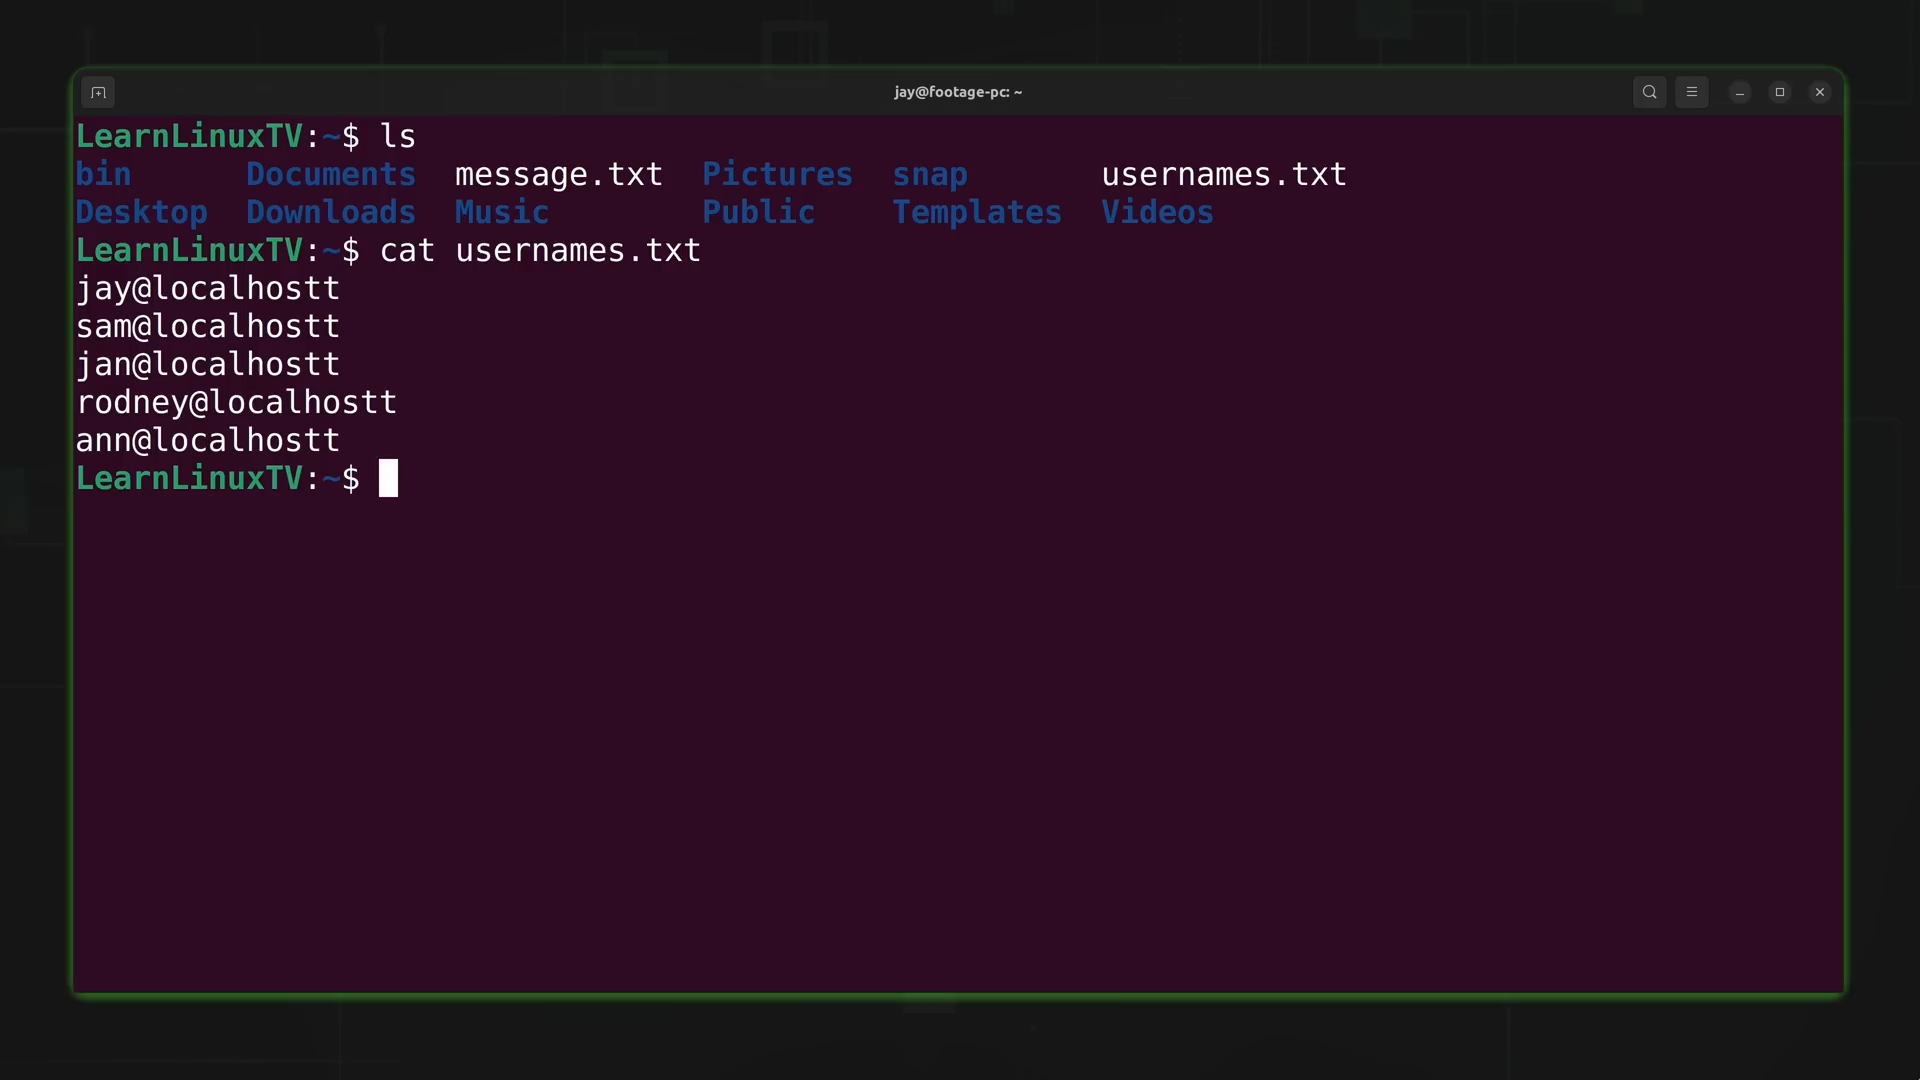 jay@footage-pc: ~
LearnLinuxTV:~$ ls
bin Documents message.txt Pictures snap usernames.txt
Desktop Downloads Music Public Templates Videos
LearnLinuxTV:~$ cat usernames.txt
jay@localhostt
sam@localhostt
jan@localhostt
rodney@localhostt
ann@localhostt
LearnLinuxTV:~$